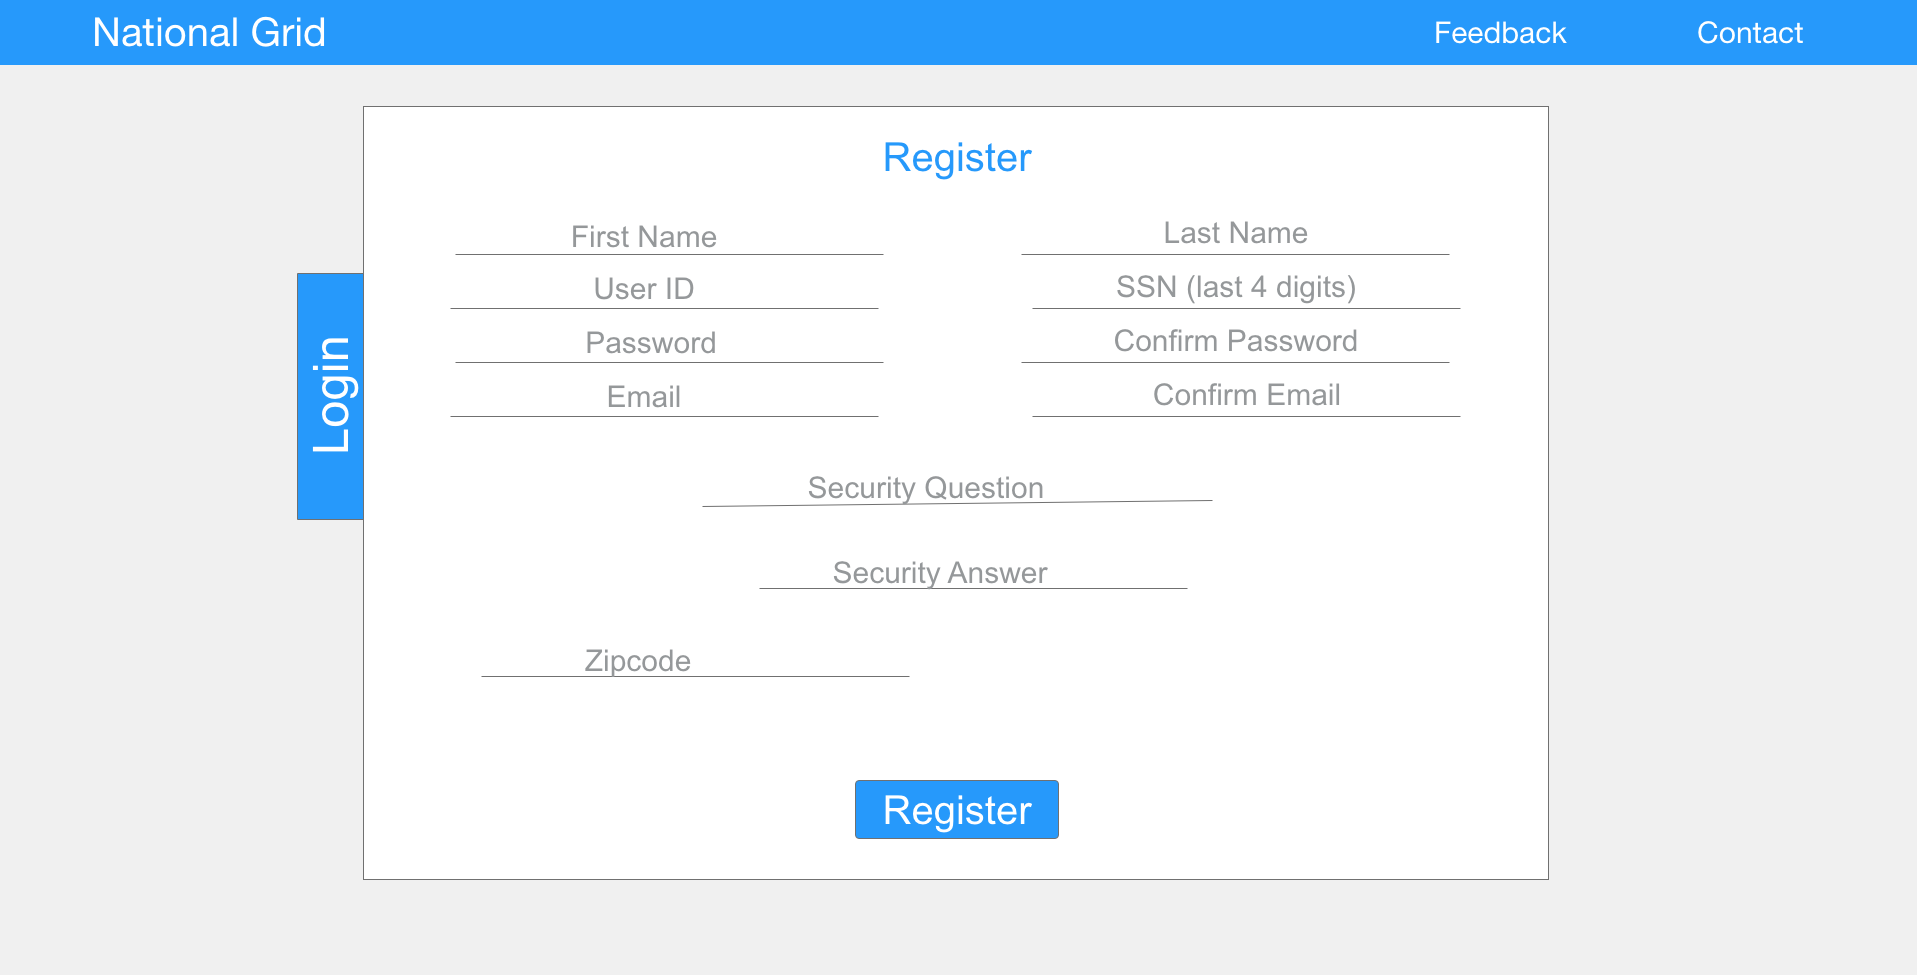 National Grid
Feedback
Contact
Register
First Name
Last Name
User ID
SSN (last 4 digits)
Password
Confirm Password
Email
Confirm Email
Login
Security Question
Security Answer
Zipcode
Register